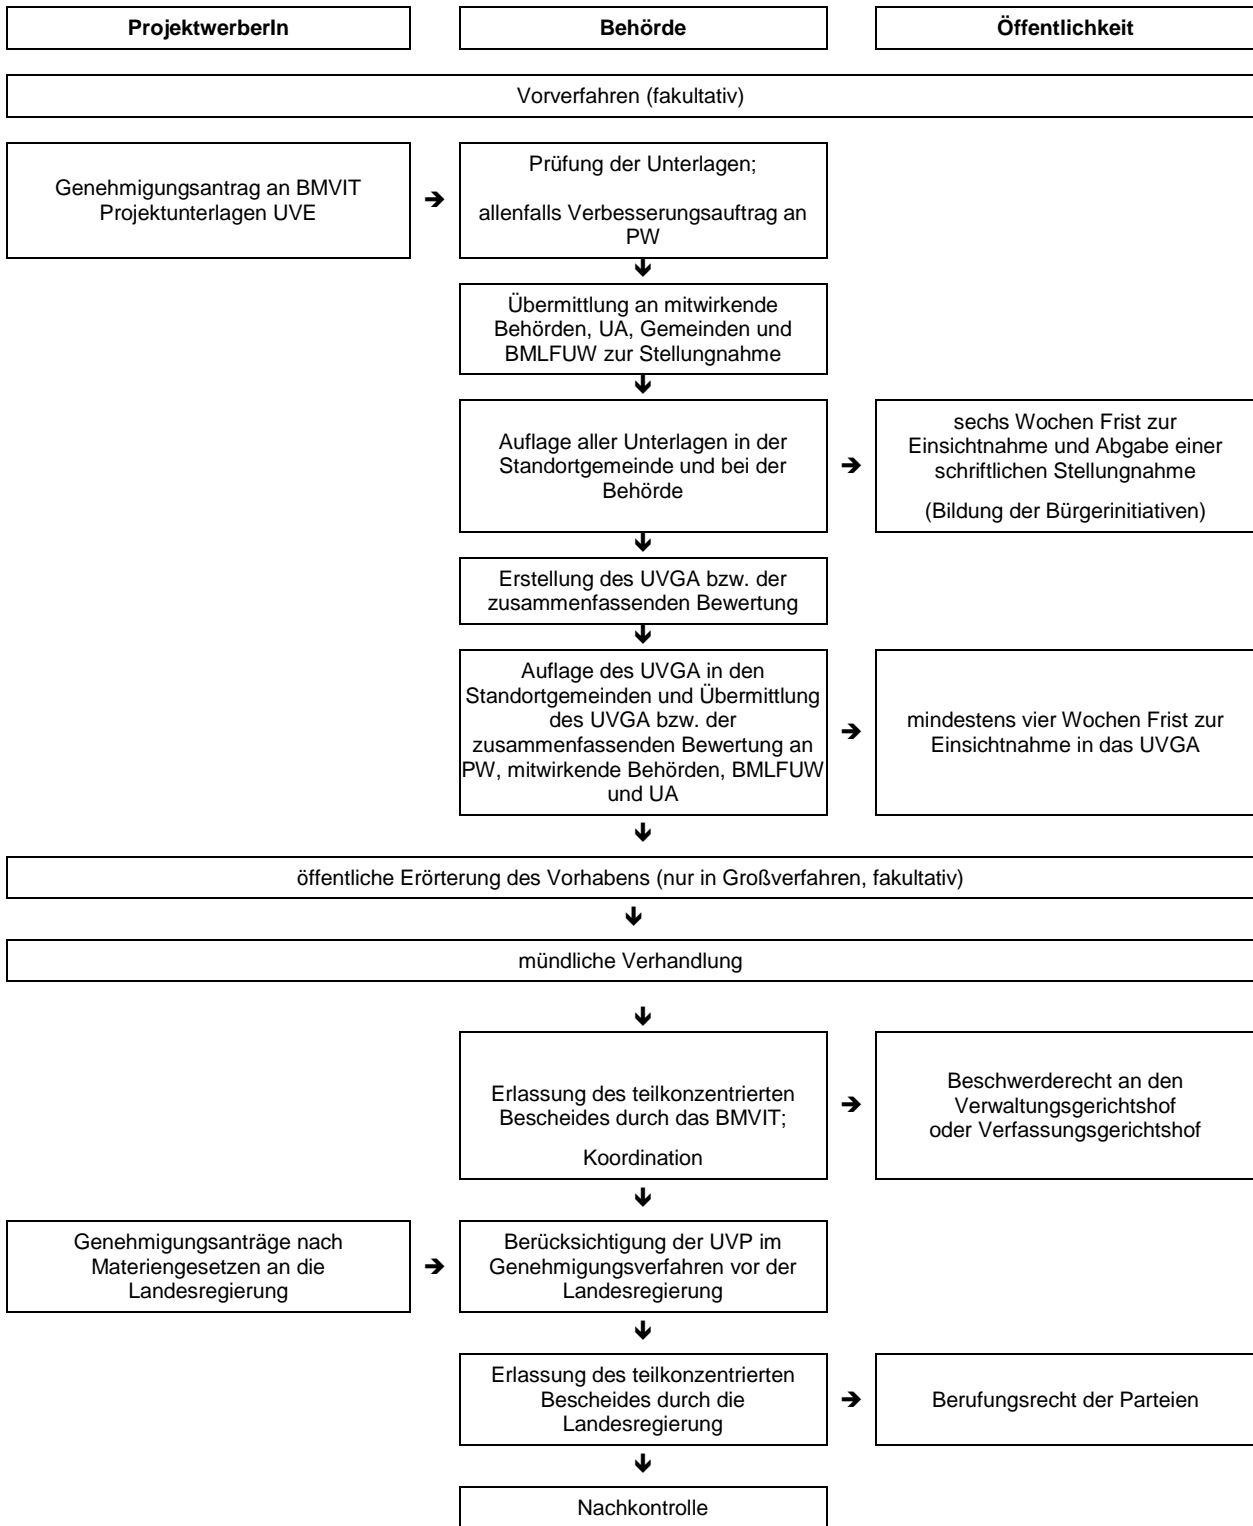 ProjektwerberIn
Behörde
Öffentlichkeit
Vorverfahren (fakultativ)
Genehmigungsantrag an BMVIT
Projektunterlagen UVE
Prüfung der Unterlagen;
allenfalls Verbesserungsauftrag an
PW
Übermittlung an mitwirkende
Behörden, UA, Gemeinden und
BMLFUW zur Stellungnahme
Auflage aller Unterlagen in der
Standortgemeinde und bei der
Behörde
sechs Wochen Frist zur
Einsichtnahme und Abgabe einer
schriftlichen Stellungnahme
(Bildung der Bürgerinitiativen)
Erstellung des UVGA bzw. der
zusammenfassenden Bewertung
Auflage des UVGA in den
Standortgemeinden und Übermittlung
des UVGA bzw. der
zusammenfassenden Bewertung an
PW, mitwirkende Behörden, BMLFUW
und UA
mindestens vier Wochen Frist zur
Einsichtnahme in das UVGA
öffentliche Erörterung des Vorhabens (nur in Großverfahren, fakultativ)
mündliche Verhandlung
Erlassung des teilkonzentrierten
Bescheides durch das BMVIT;
Koordination
Beschwerderecht an den
Verwaltungsgerichtshof
oder Verfassungsgerichtshof
Genehmigungsanträge nach
Materiengesetzen an die
Landesregierung
Berücksichtigung der UVP im
Genehmigungsverfahren vor der
Landesregierung
Erlassung des teilkonzentrierten
Bescheides durch die
Landesregierung
Berufungsrecht der Parteien
Nachkontrolle